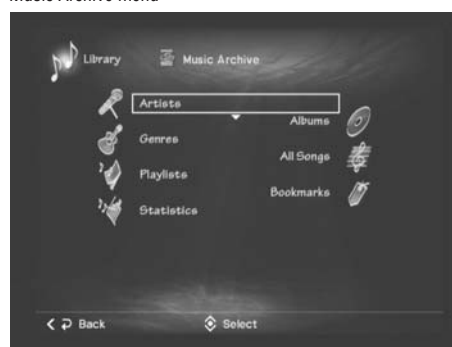 Music Archive menu
Library Music Archive
Artists
Albums
Genres
All Songs
Playlists
Bookmarks
Statistics
Back Select